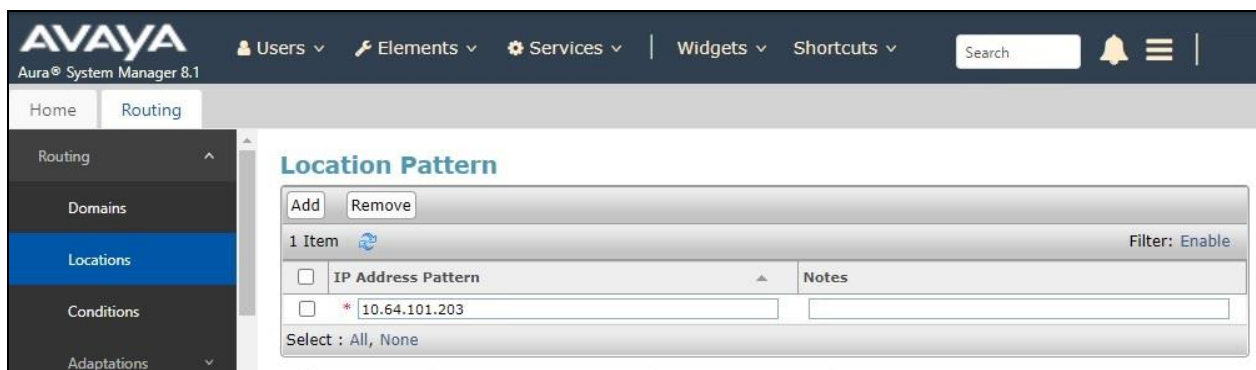 AVAYA
Aura® System Manager 8.1
Users Elements Services | Widgets Shortcuts Search
Home Routing
Routing
Domains
Locations
Conditions
Adaptations
Location Pattern
Add Remove
1 Item Filter: Enable
IP Address Pattern Notes
* 10.64.101.203
Select : All, None